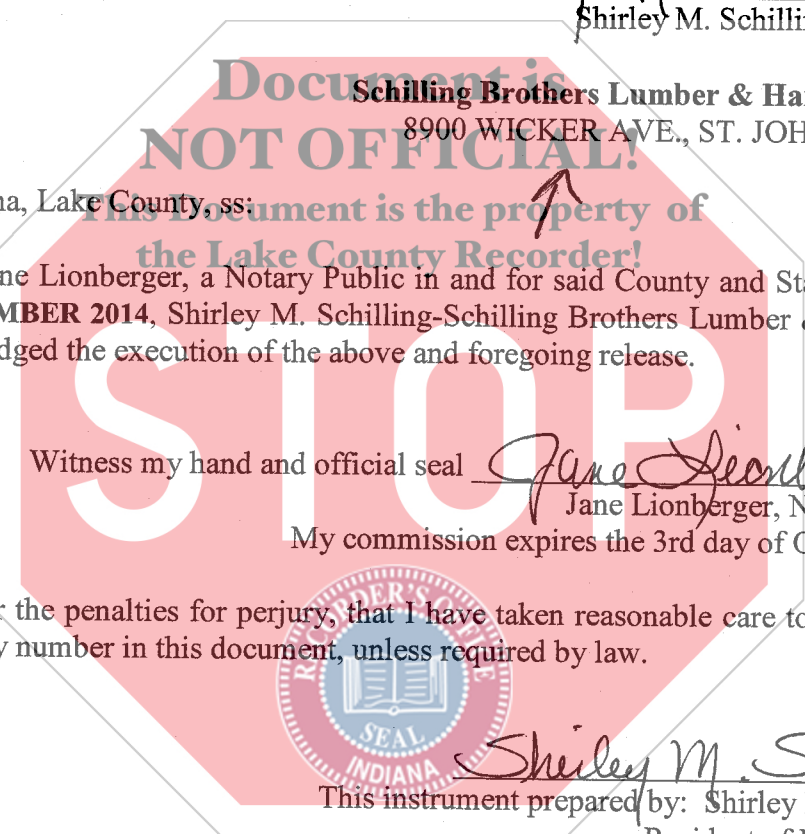 Shirley M. Schilli
Document is
Schilling Brothers Lumber & Ha
8900 WICKER AVE., ST. JOH
NOT OFFICIAL!
na, Lake County, ss:
This Document is the property of
the Lake County Recorder!
ne Lionberger, a Notary Public in and for said County and St
MBER 2014, Shirley M. Schilling-Schilling Brothers Lumber &
dged the execution of the above and foregoing release.
STOP
Witness my hand and official seal Jane Lionb
Jane Lionberger, N
My commission expires the 3rd day of O
r the penalties for perjury, that I have taken reasonable care to
y number in this document, unless required by law.
RECORDER'S OFFICE
SEAL
INDIANA
Shirley M. S
This instrument prepared by: Shirley